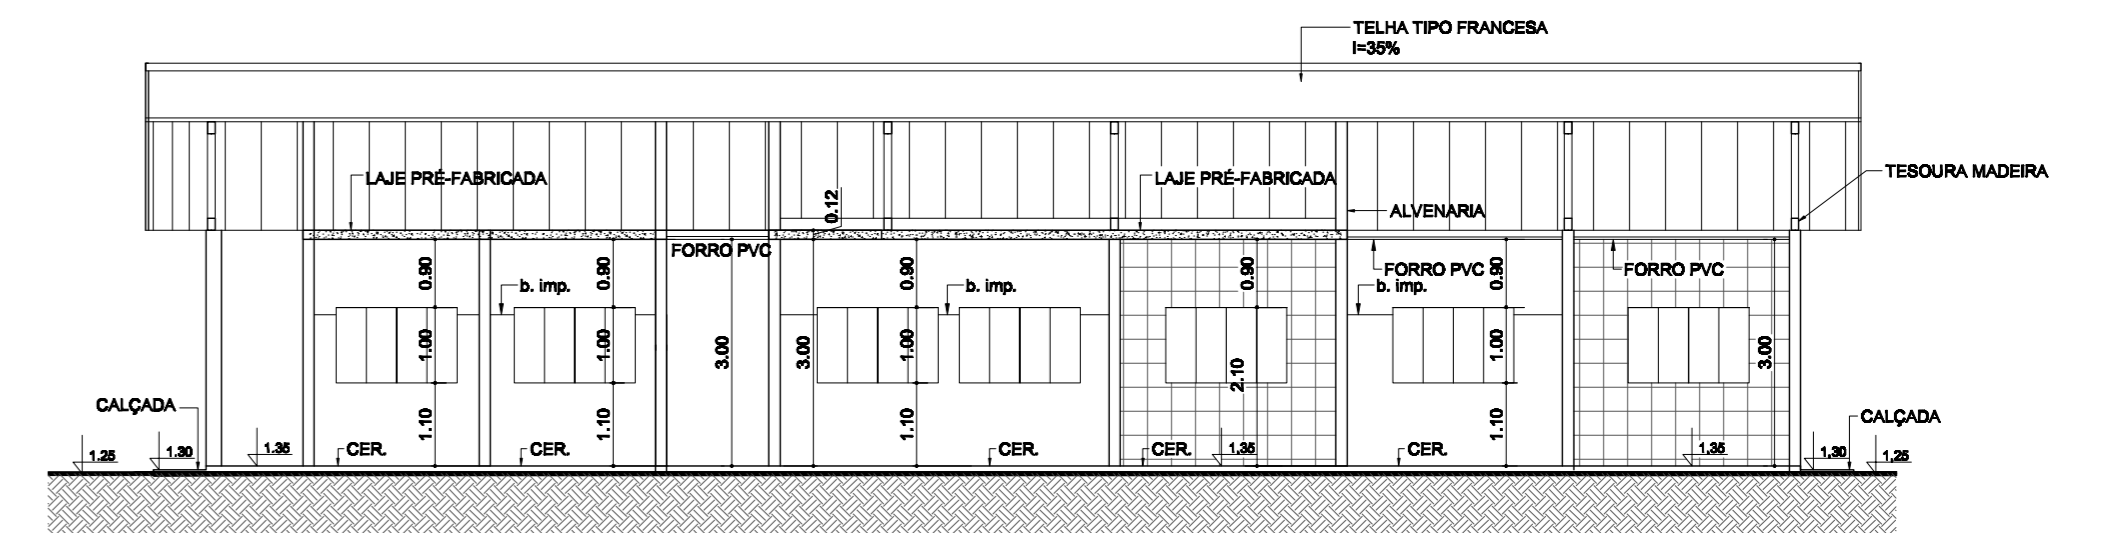 TELHA TIPO FRANCESA
I=35%
TESOURA MADEIRA
LAJE PRÉ-FABRICADA
0.12
LAJE PRÉ-FABRICADA
ALVENARIA
FORRO PVC
FORRO PVC
FORRO PVC
0.90
0.90
0.90
0.90
0.90
b. imp.
b. imp.
b. imp.
1.00
1.00
3.00
3.00
1.00
2.10
1.00
3.00
CALÇADA
1.10
1.10
1.10
1.10
CALÇADA
1.25
1.30
1.35
CER.
CER.
CER.
CER.
1,35
CER.
1,35
1,30
1,25